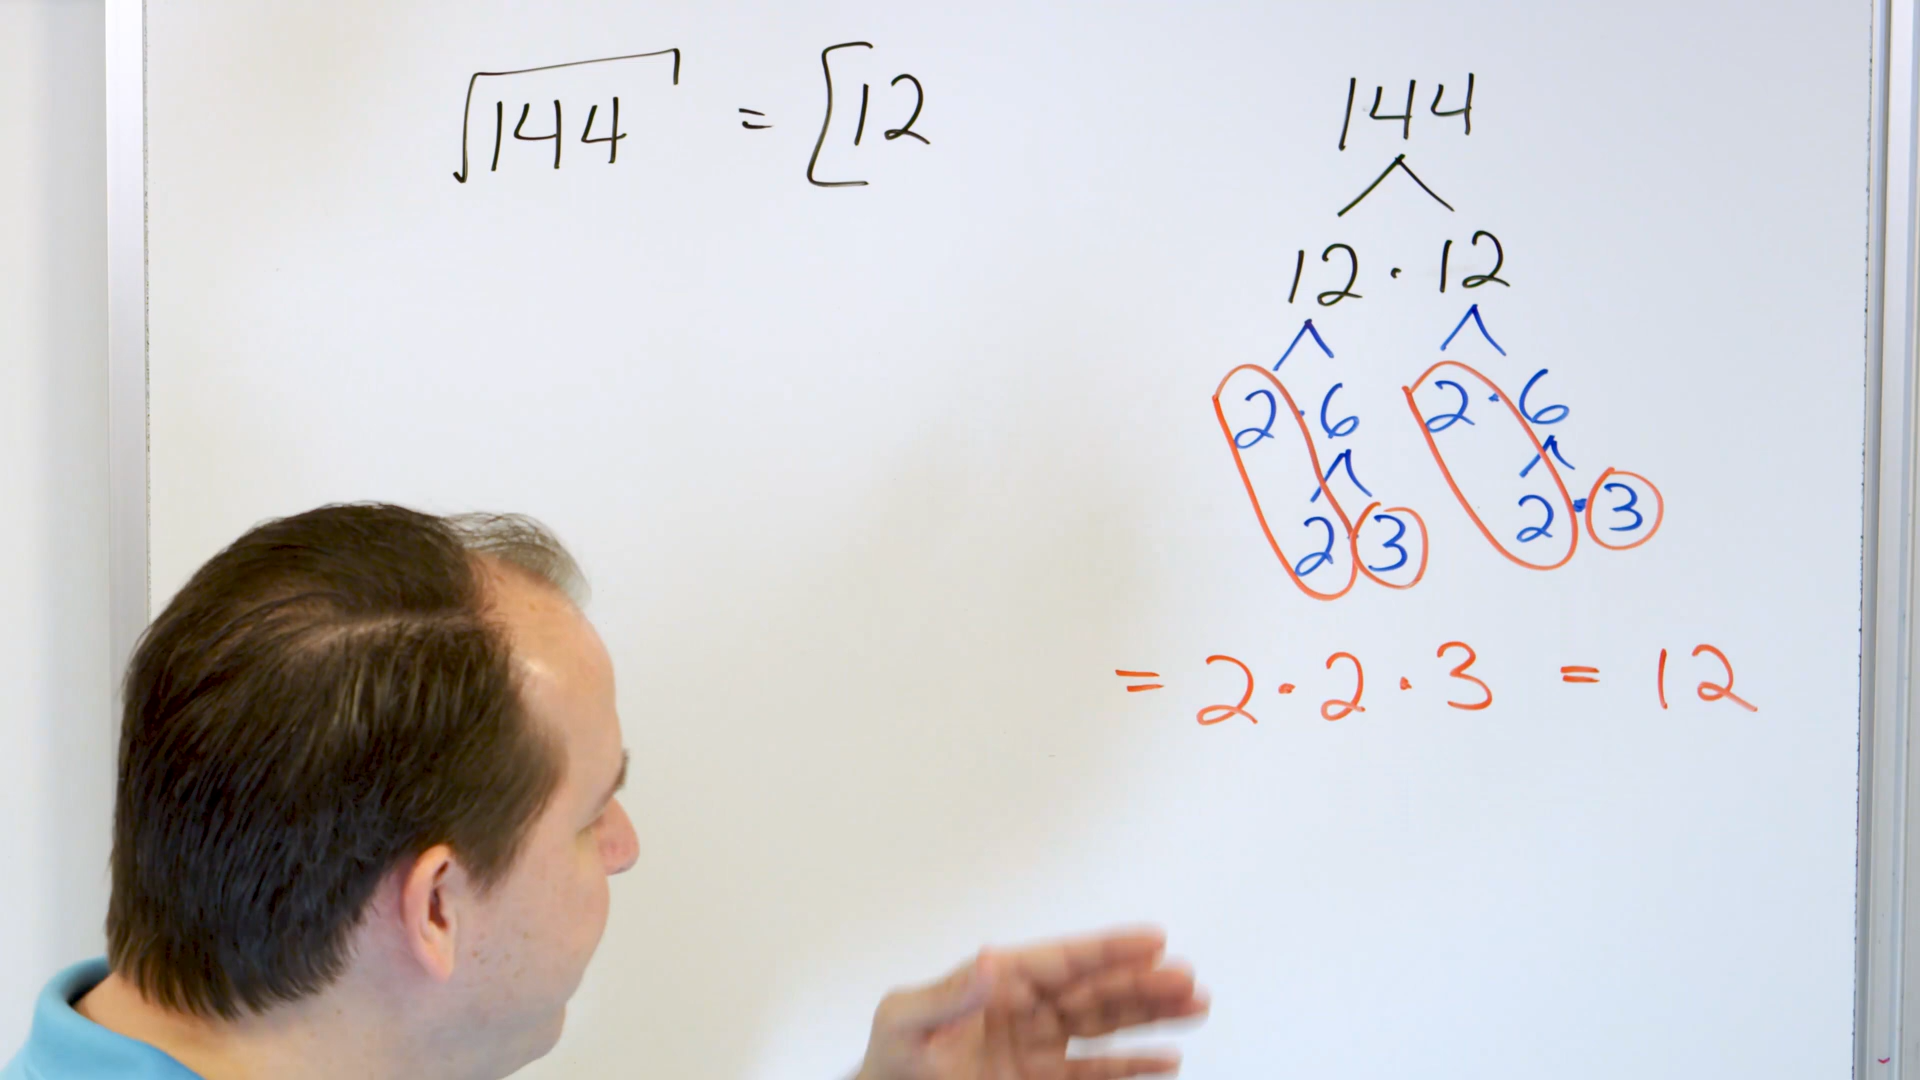 √144 = [12
144
12 · 12
2 · 6 2 · 6
2 · 3 2 · 3
= 2 · 2 · 3 = 12